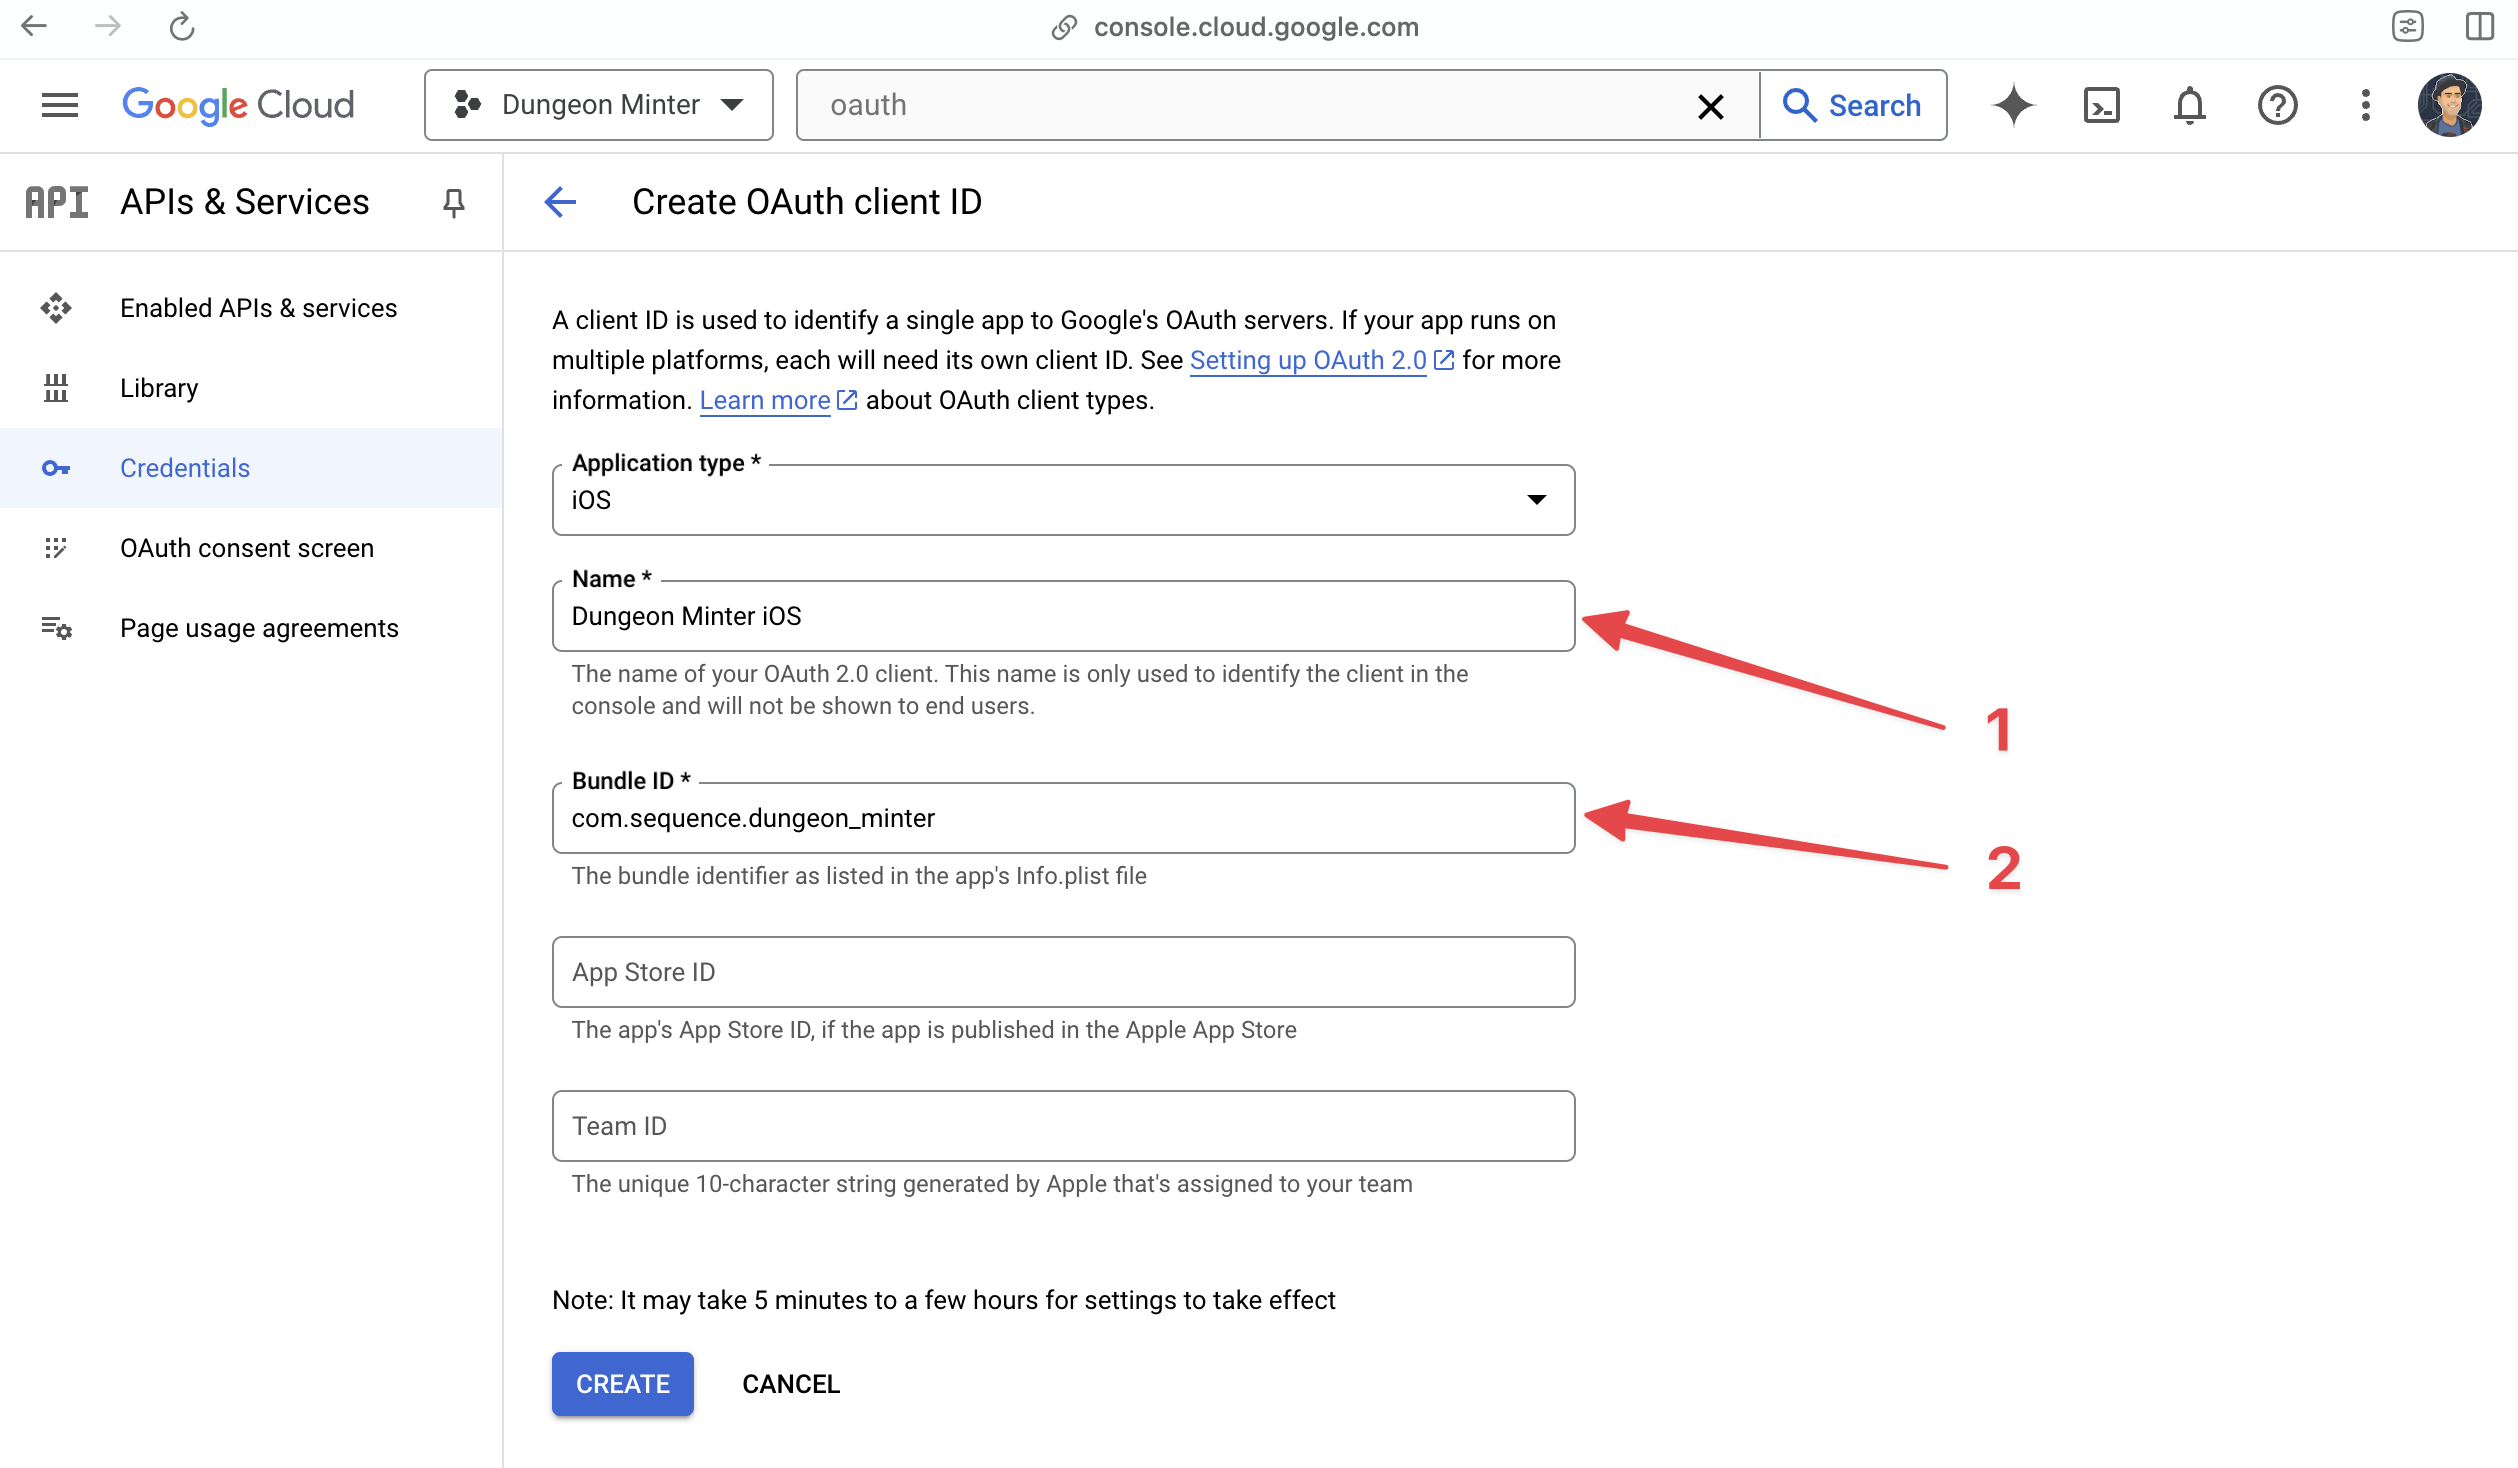 console.cloud.google.com
Google Cloud
Dungeon Minter
oauth
Search
API APIs & Services
Create OAuth client ID
Enabled APIs & services
Library
Credentials
OAuth consent screen
Page usage agreements
A client ID is used to identify a single app to Google's OAuth servers. If your app runs on
multiple platforms, each will need its own client ID. See Setting up OAuth 2.0 for more
information. Learn more about OAuth client types.
Application type *
iOS
Name *
Dungeon Minter iOS
The name of your OAuth 2.0 client. This name is only used to identify the client in the
console and will not be shown to end users.
1
Bundle ID *
com.sequence.dungeon_minter
The bundle identifier as listed in the app's Info.plist file
2
App Store ID
The app's App Store ID, if the app is published in the Apple App Store
Team ID
The unique 10-character string generated by Apple that's assigned to your team
Note: It may take 5 minutes to a few hours for settings to take effect
CREATE
CANCEL